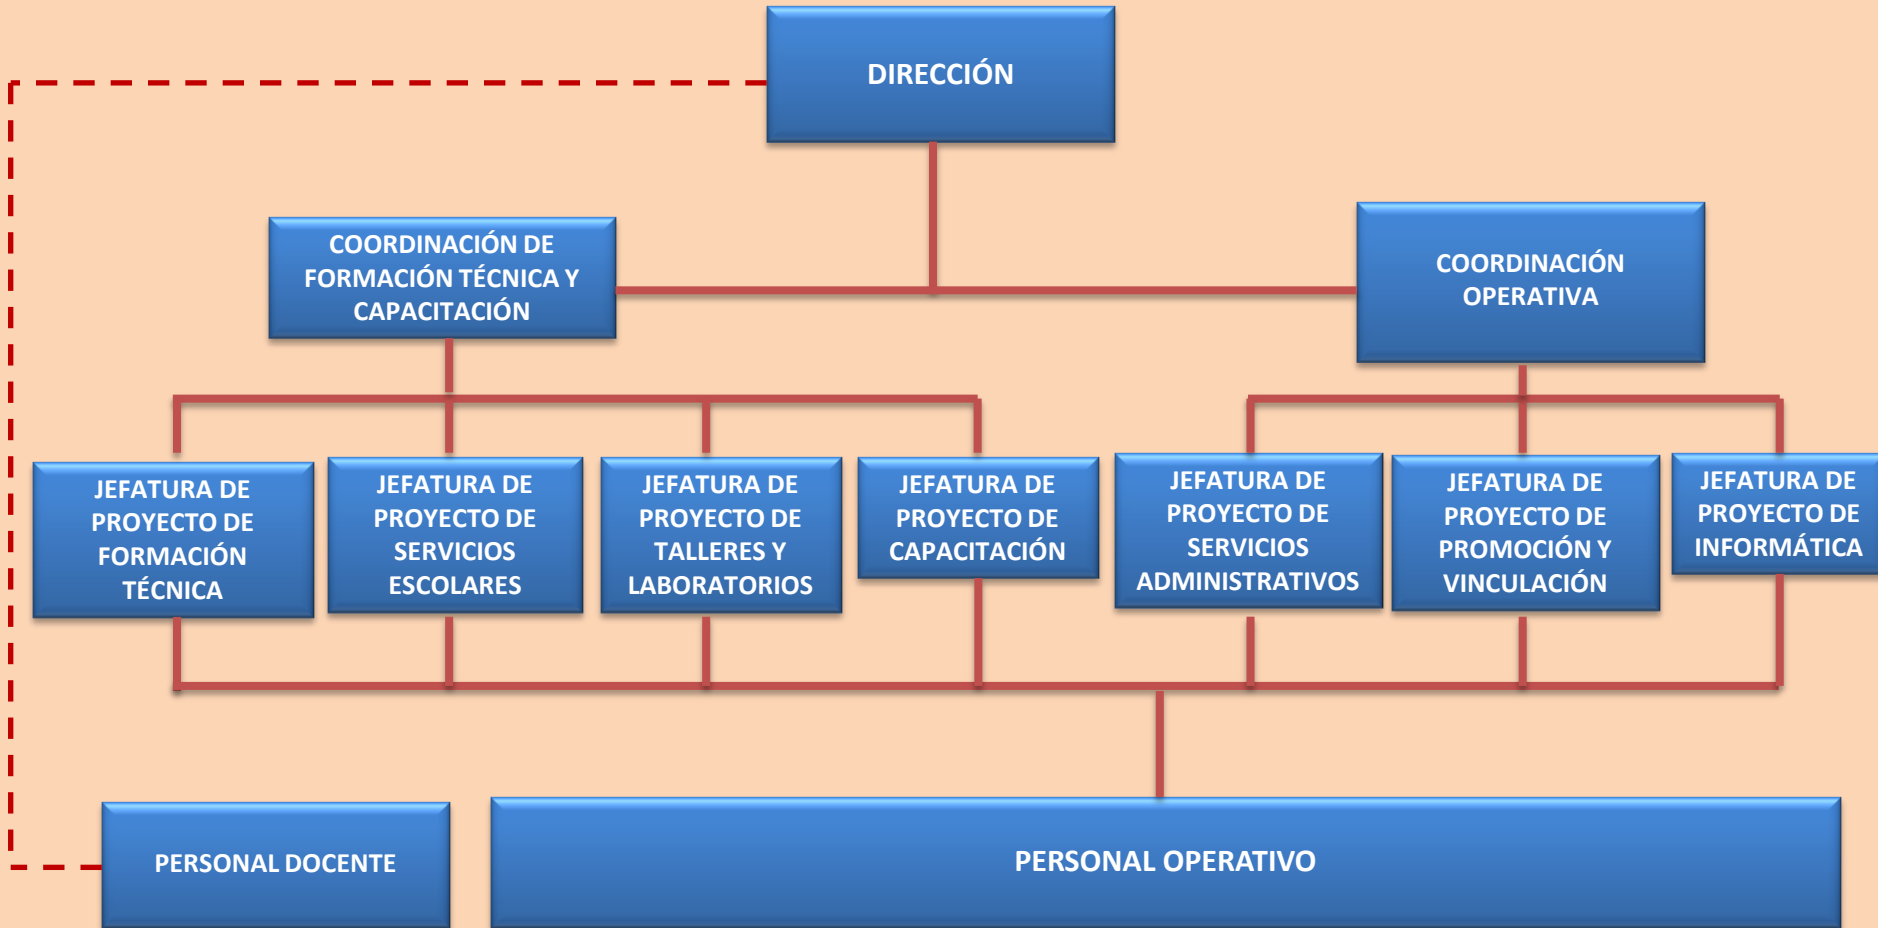 DIRECCIÓN
COORDINACIÓN DE
FORMACIÓN TÉCNICA Y
CAPACITACIÓN
COORDINACIÓN
OPERATIVA
JEFATURA DE
PROYECTO DE
FORMACIÓN
TÉCNICA
JEFATURA DE
PROYECTO DE
SERVICIOS
ESCOLARES
JEFATURA DE
PROYECTO DE
TALLERES Y
LABORATORIOS
JEFATURA DE
PROYECTO DE
CAPACITACIÓN
JEFATURA DE
PROYECTO DE
SERVICIOS
ADMINISTRATIVOS
JEFATURA DE
PROYECTO DE
PROMOCIÓN Y
VINCULACIÓN
JEFATURA DE
PROYECTO DE
INFORMÁTICA
PERSONAL DOCENTE
PERSONAL OPERATIVO